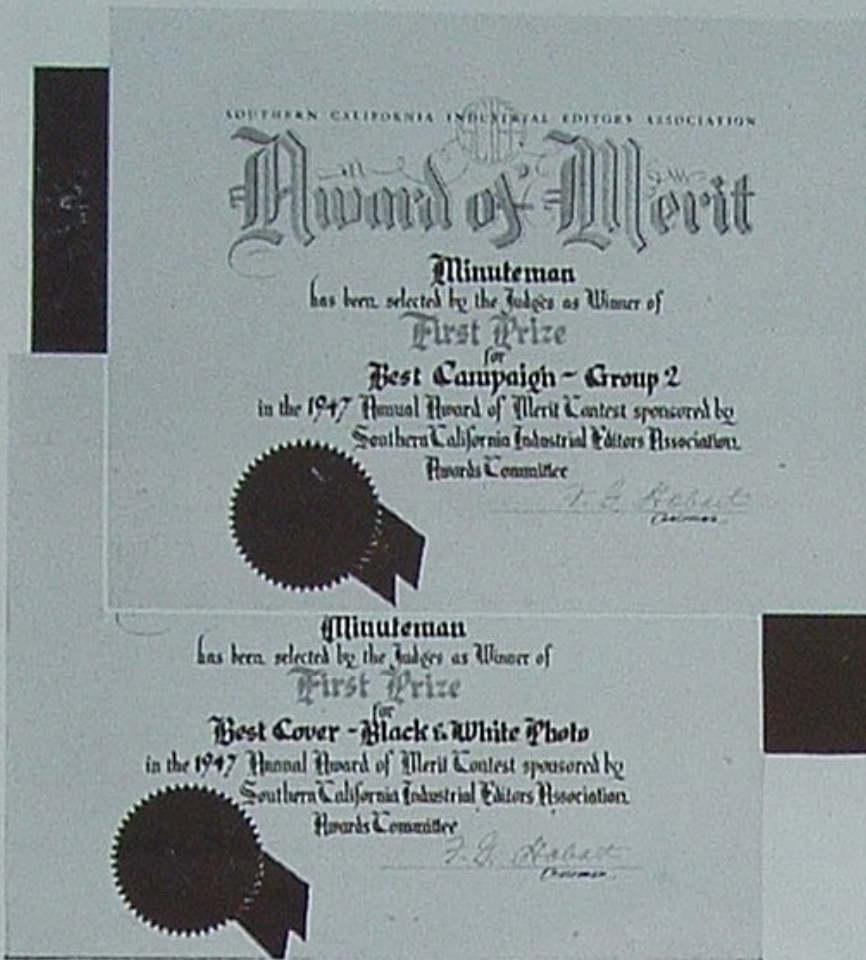 SOUTHERN CALIFORNIA INDUSTRIAL EDITORS ASSOCIATION
Award of Merit
Minuteman
has been selected by the Judges as Winner of
First Prize
for
Best Campaign - Group 2
in the 1947 Annual Award of Merit Contest sponsored by
Southern California Industrial Editors Association
Awards Committee
Hobart
Chairman
Minuteman
has been selected by the Judges as Winner of
First Prize
for
Best Cover - Black & White Photo
in the 1947 Annual Award of Merit Contest sponsored by
Southern California Industrial Editors Association
Awards Committee
Hobart
Chairman